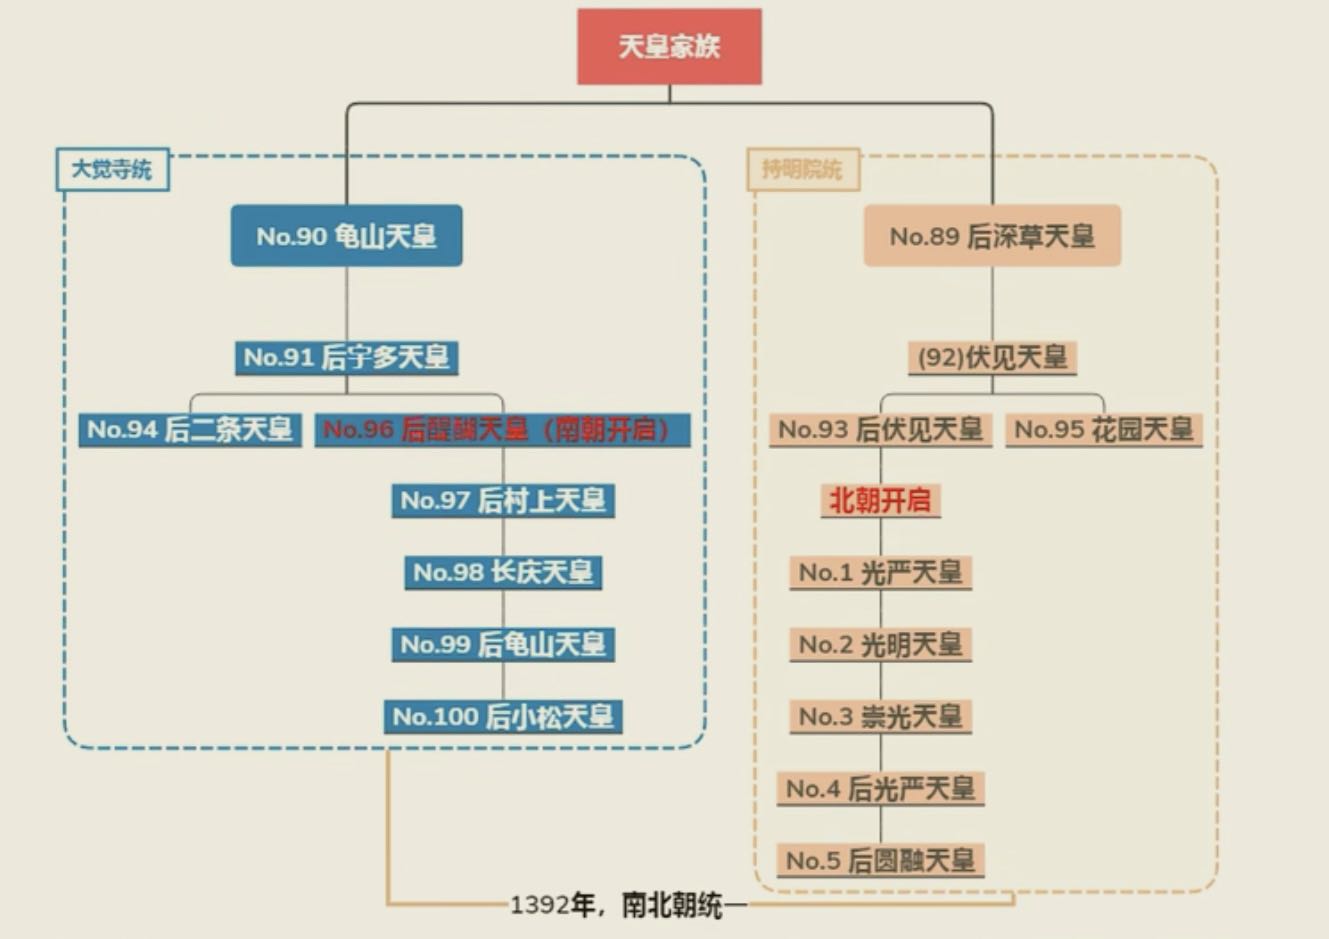 天皇家族
大觉寺统
No.90 龟山天皇
No.91 后宇多天皇
No.94 后二条天皇
No.96 后醍醐天皇（南朝开启）
No.97 后村上天皇
No.98 长庆天皇
No.99 后龟山天皇
No.100 后小松天皇
持明院统
No.89 后深草天皇
(92)伏见天皇
No.93 后伏见天皇
No.95 花园天皇
北朝开启
No.1 光严天皇
No.2 光明天皇
No.3 崇光天皇
No.4 后光严天皇
No.5 后圆融天皇
1392年，南北朝统一